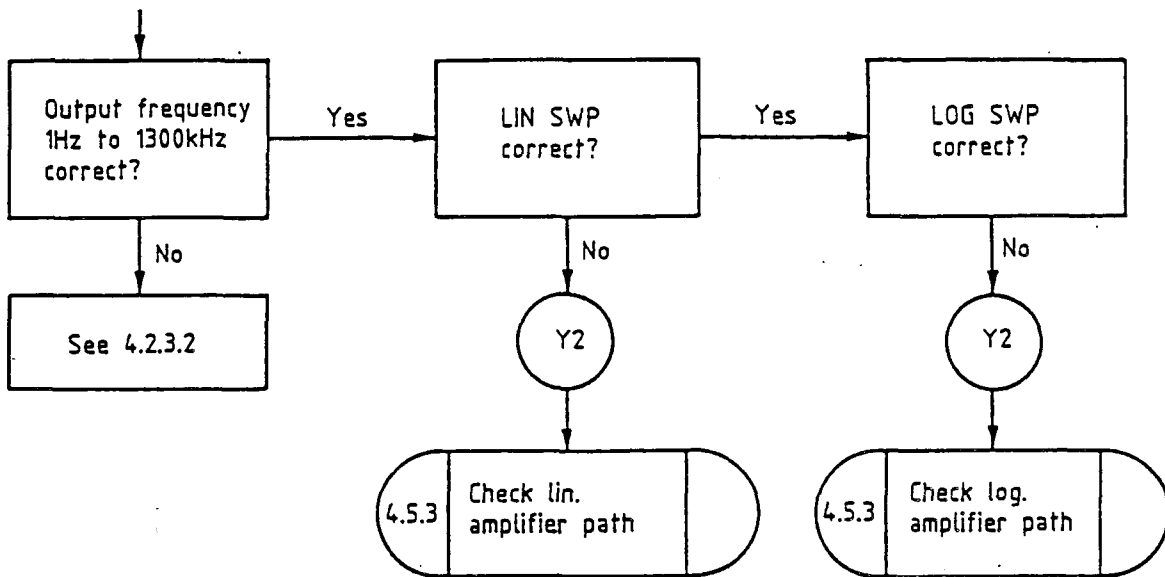 Output frequency
1Hz to 1300kHz
correct?
Yes
LIN SWP
correct?
Yes
LOG SWP
correct?
No
No
No
See 4.2.3.2
Y2
Y2
4.5.3
Check lin.
amplifier path
4.5.3
Check log.
amplifier path